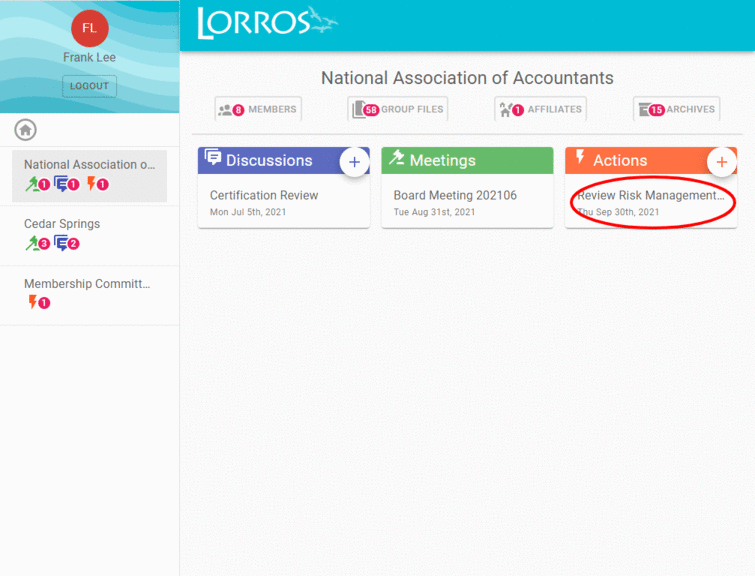 FL
Frank Lee
LOGOUT
National Association o...
1 1 1
Cedar Springs
3 2
Membership Committ...
1
LORROS
National Association of Accountants
8 MEMBERS 58 GROUP FILES 1 AFFILIATES 15 ARCHIVES
Discussions + Meetings Actions +
Certification Review Board Meeting 202106 Review Risk Management...
Mon Jul 5th, 2021 Tue Aug 31st, 2021 Thu Sep 30th, 2021